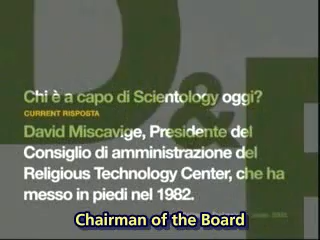 D&F
Chi è a capo di Scientology oggi?
CURRENT RISPOSTA
David Miscavige, Presidente del
Consiglio di amministrazione del
Religious Technology Center, che ha
messo in piedi nel 1982.
Chairman of the Board